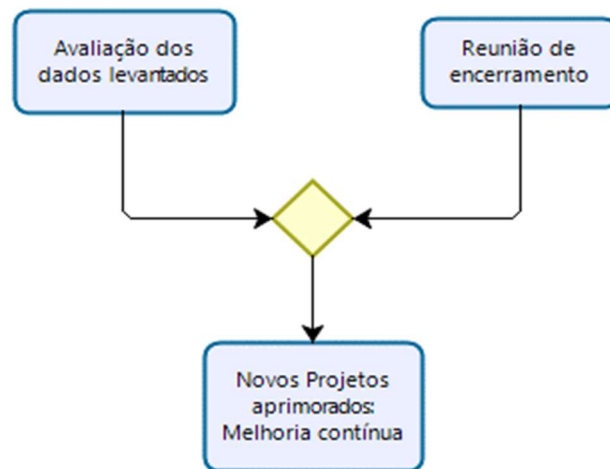 Avaliação dos
dados levantados
Reunião de
encerramento
Novos Projetos
aprimorados:
Melhoria contínua